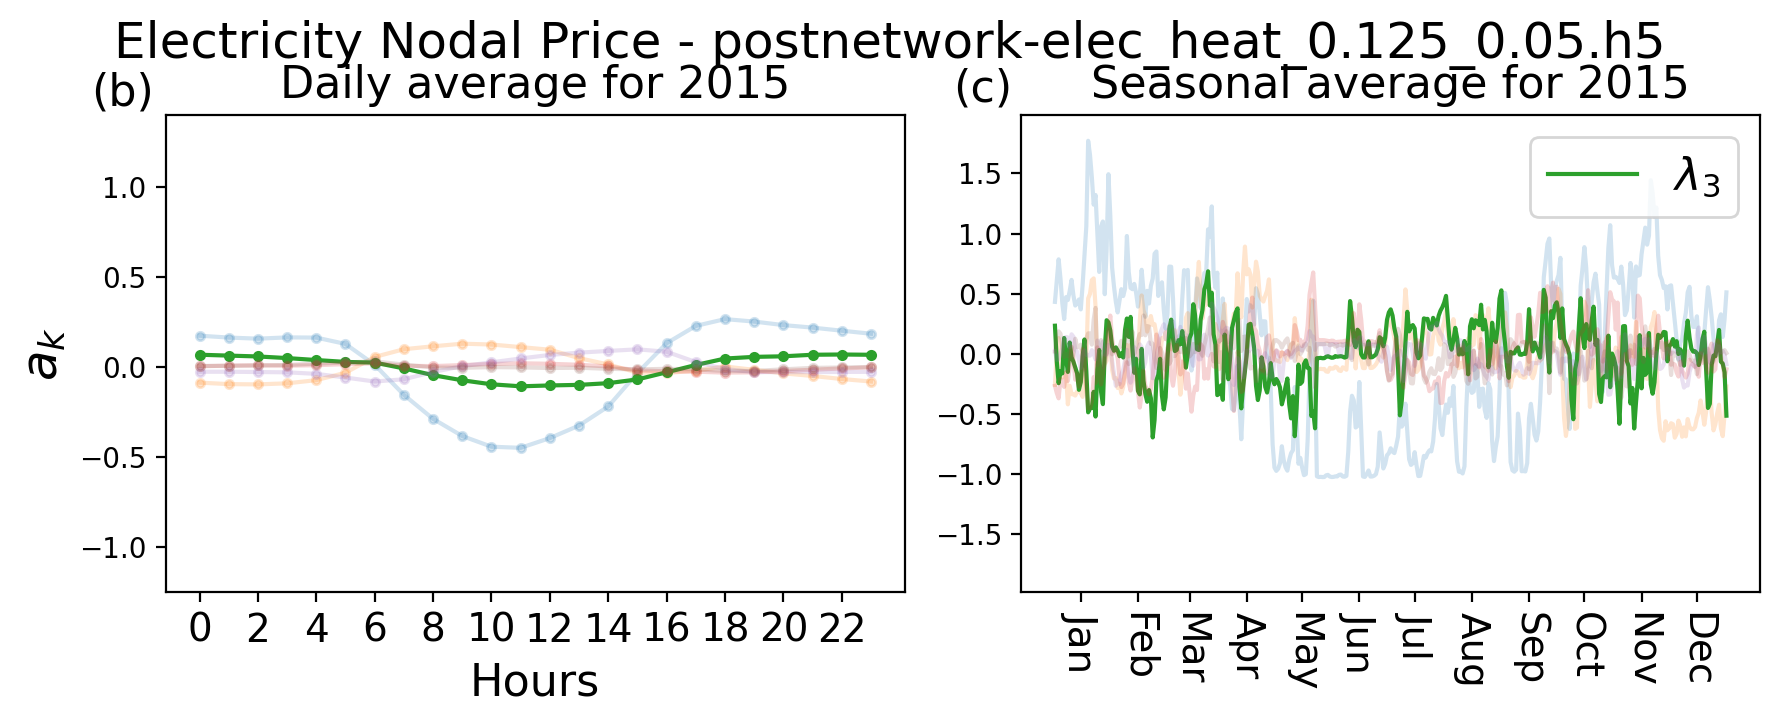 Electricity Nodal Price - postnetwork-elec_heat_0.125_0.05.h5
(b) Daily average for 2015
1.0
0.5
0.0
−0.5
−1.0
a_k
0 2 4 6 8 10 12 14 16 18 20 22
Hours
(c) Seasonal average for 2015
λ_3
1.5
1.0
0.5
0.0
−0.5
−1.0
−1.5
Jan Feb Mar Apr May Jun Jul Aug Sep Oct Nov Dec